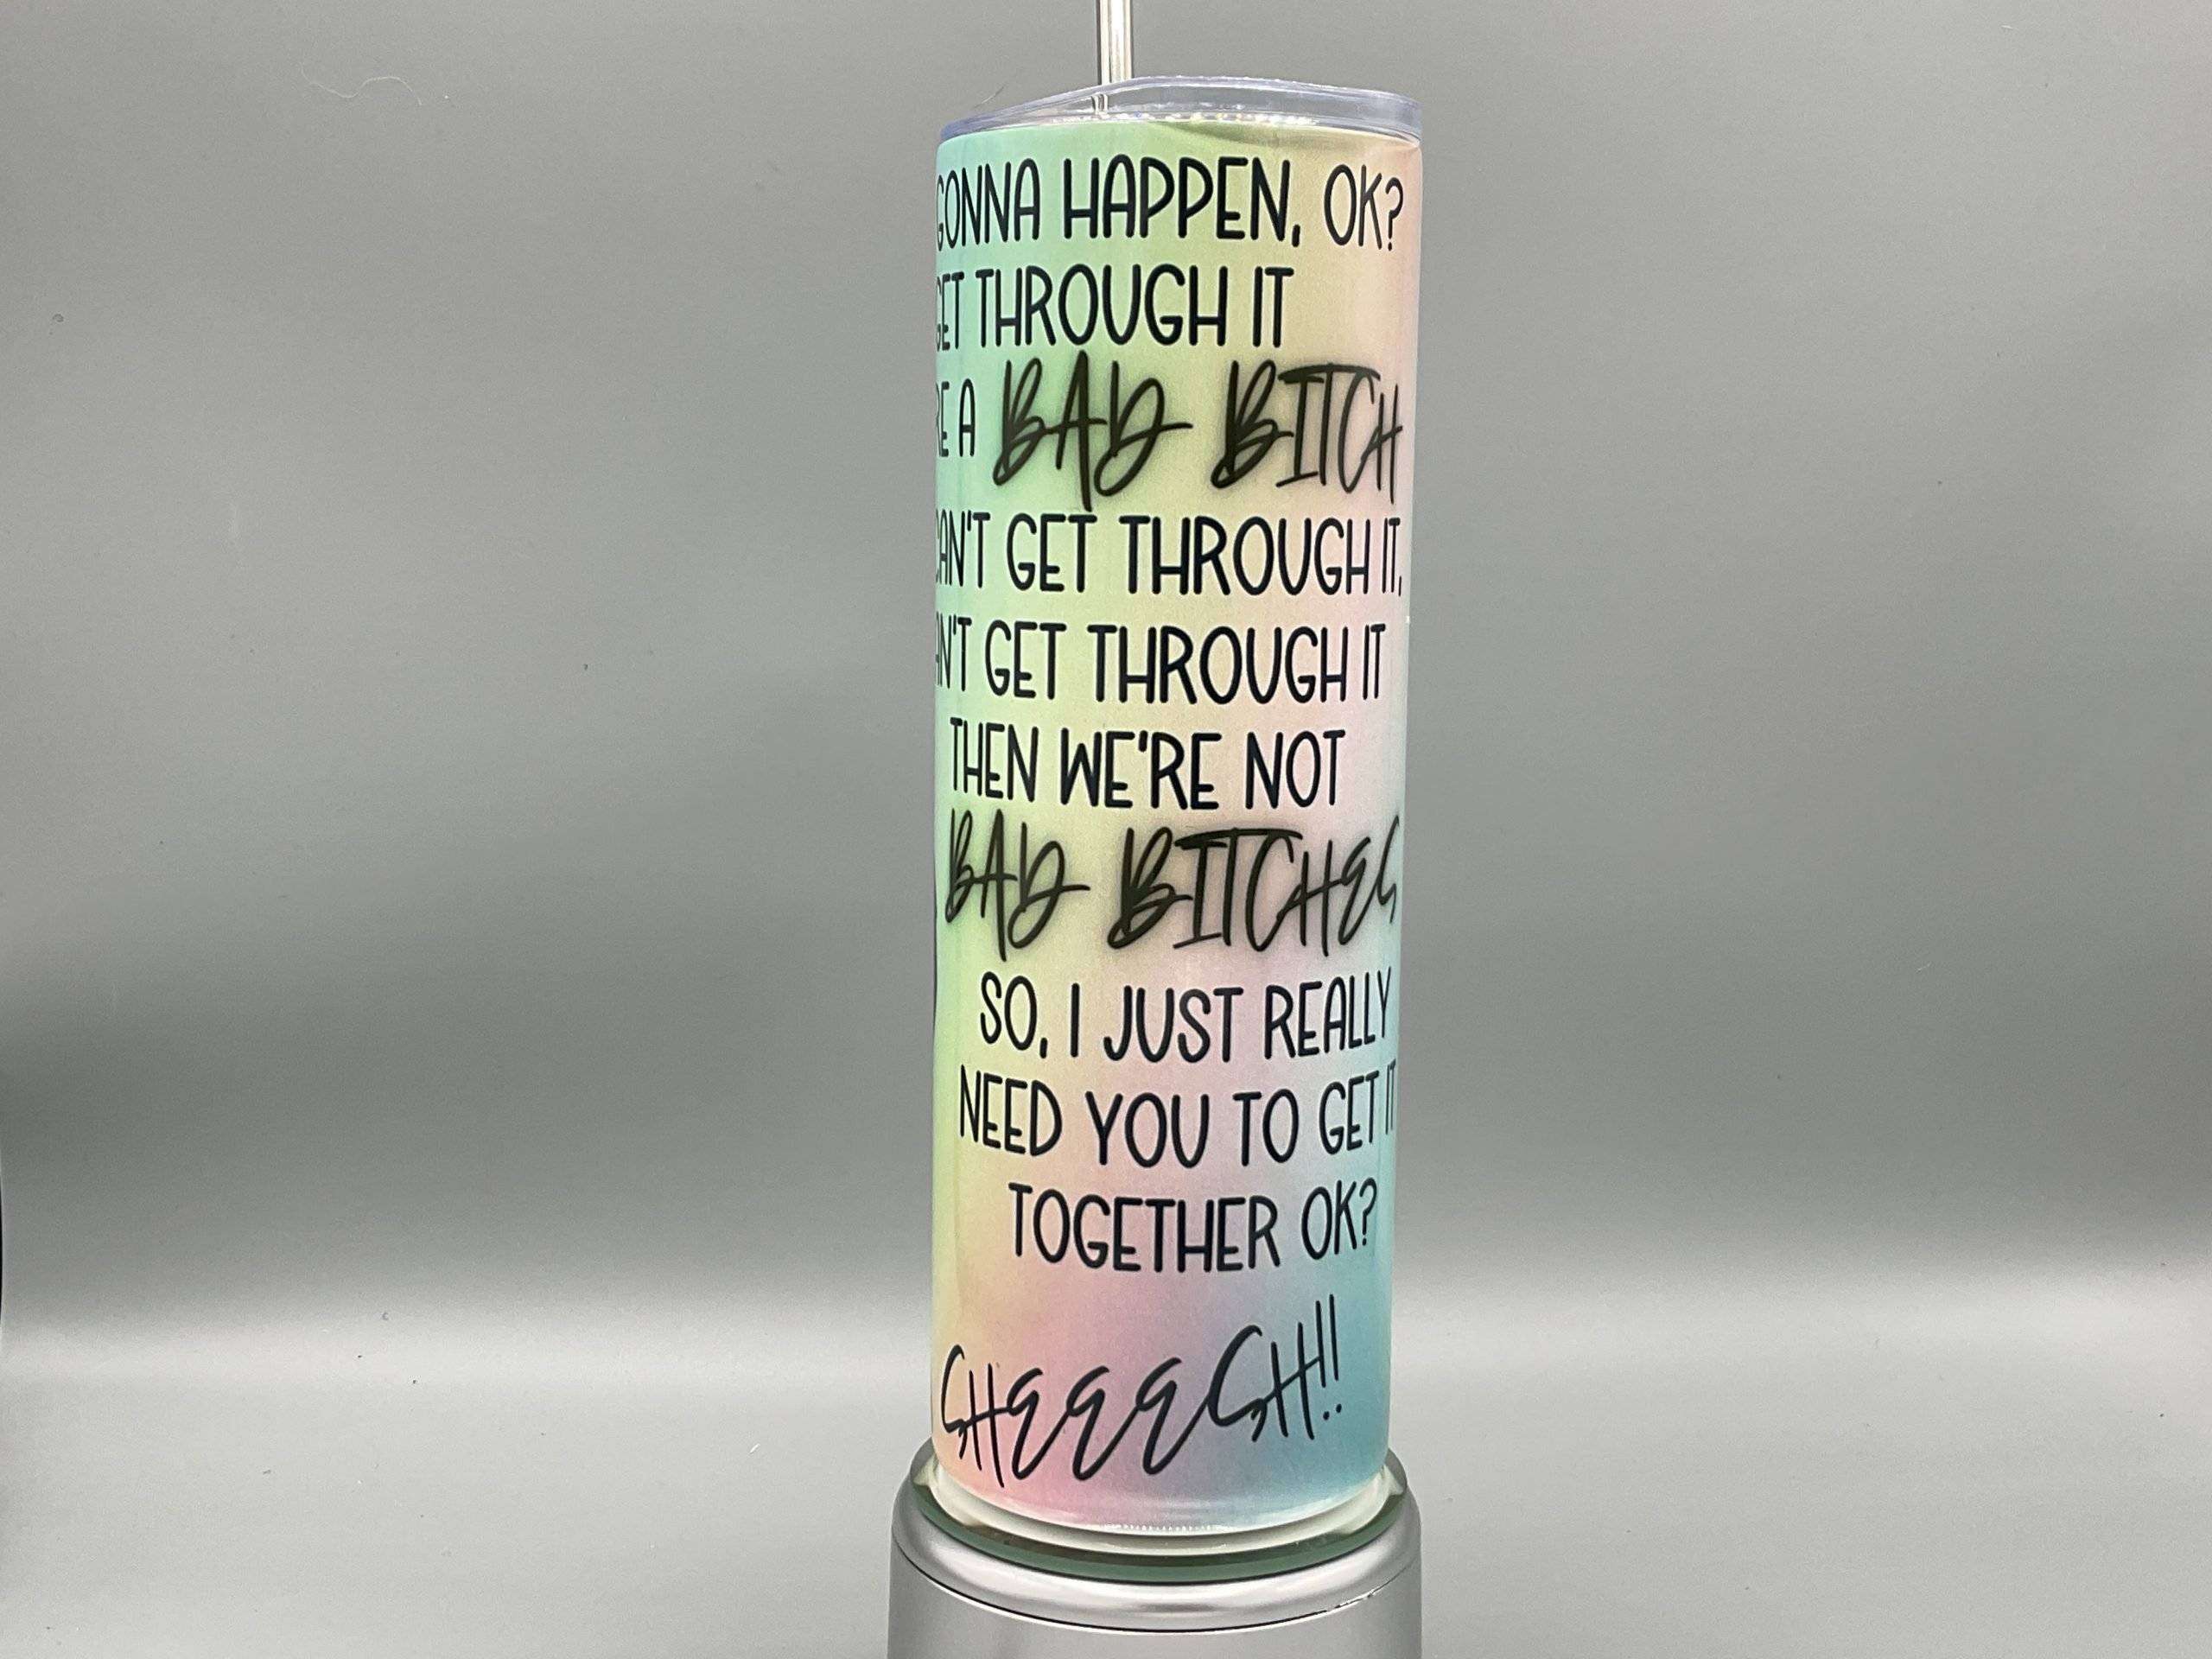 GONNA HAPPEN, OK?
GET THROUGH IT
A BAD BITCH
CAN'T GET THROUGH IT,
GET THROUGH IT
THEN WE'RE NOT
BAD BITCHES
SO, I JUST REALLY
NEED YOU TO GET IT
TOGETHER OK?
SHEEESH!!